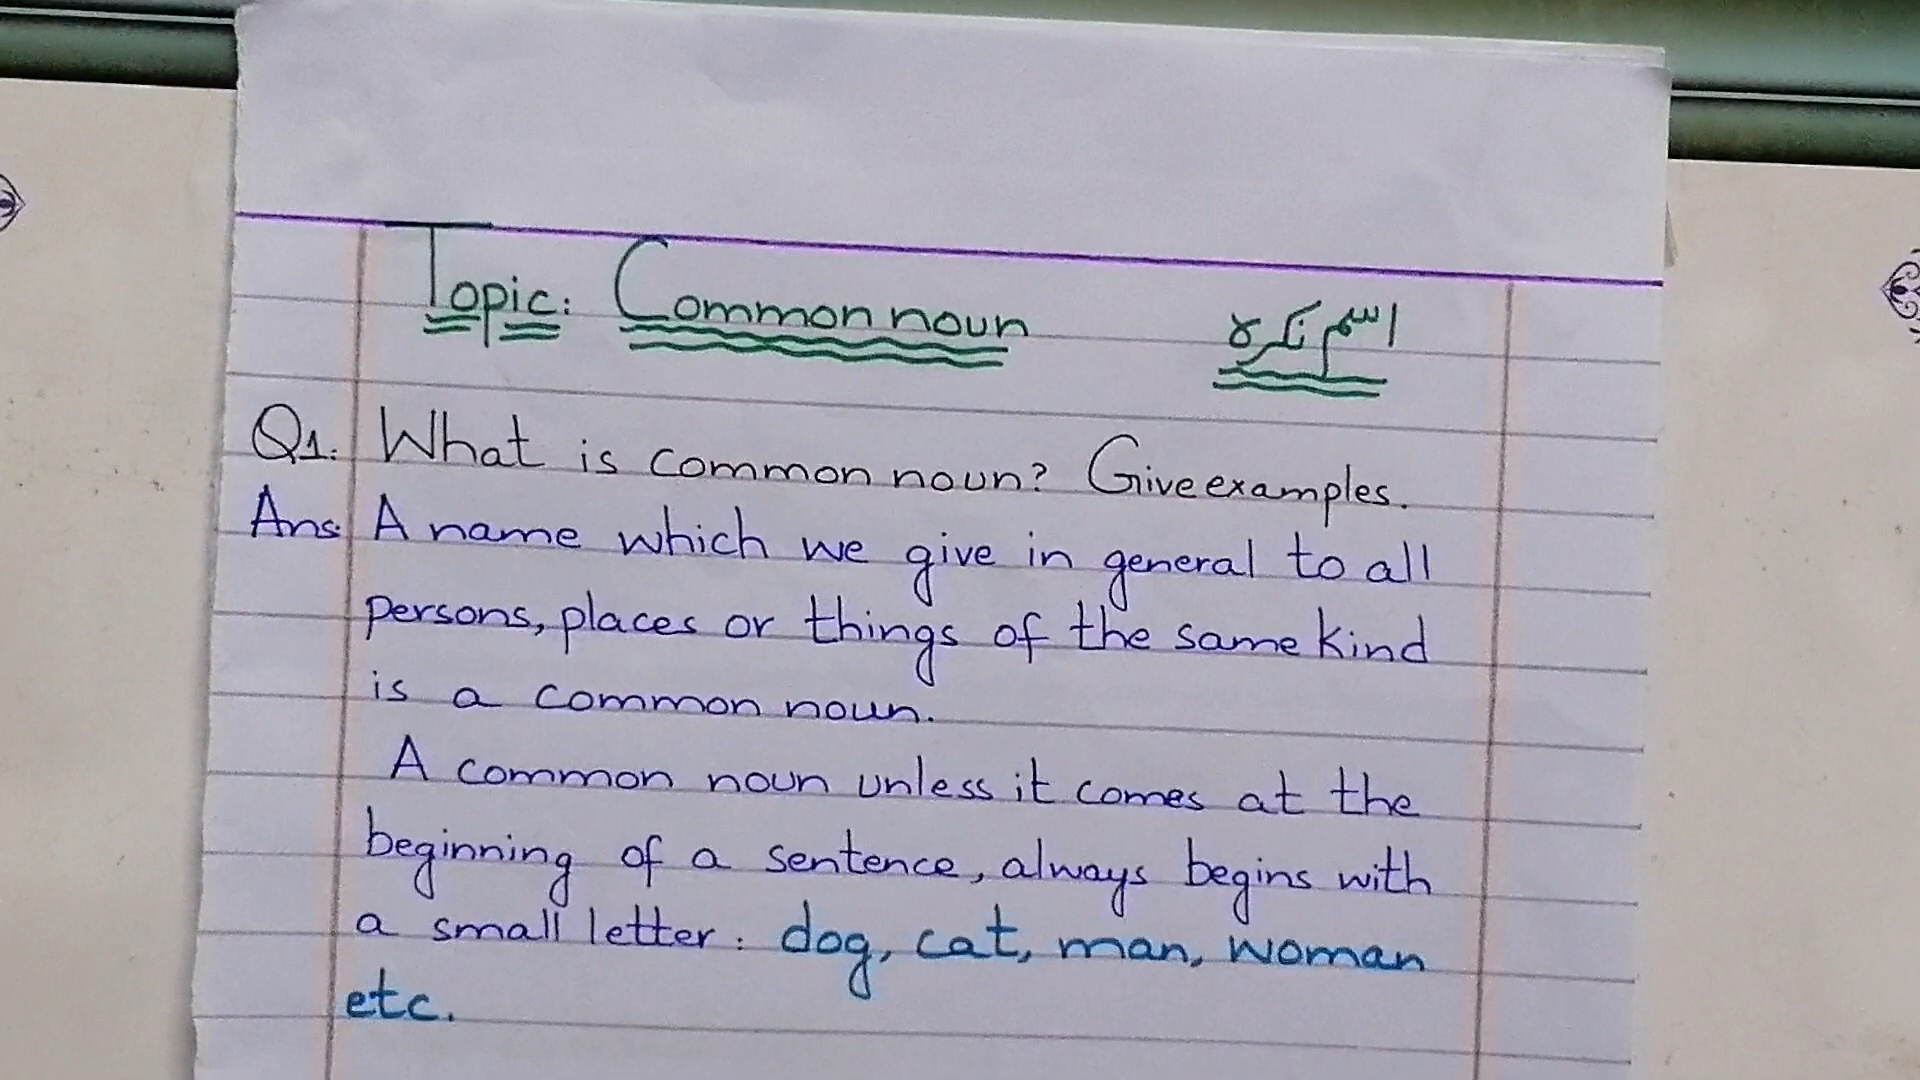 Topic: Common noun اسم نکرہ
Q1. What is common noun? Give examples.
Ans: A name which we give in general to all
persons, places or things of the same kind
is a common noun.
A common noun unless it comes at the
beginning of a sentence, always begins with
a small letter: dog, cat, man, woman
etc.